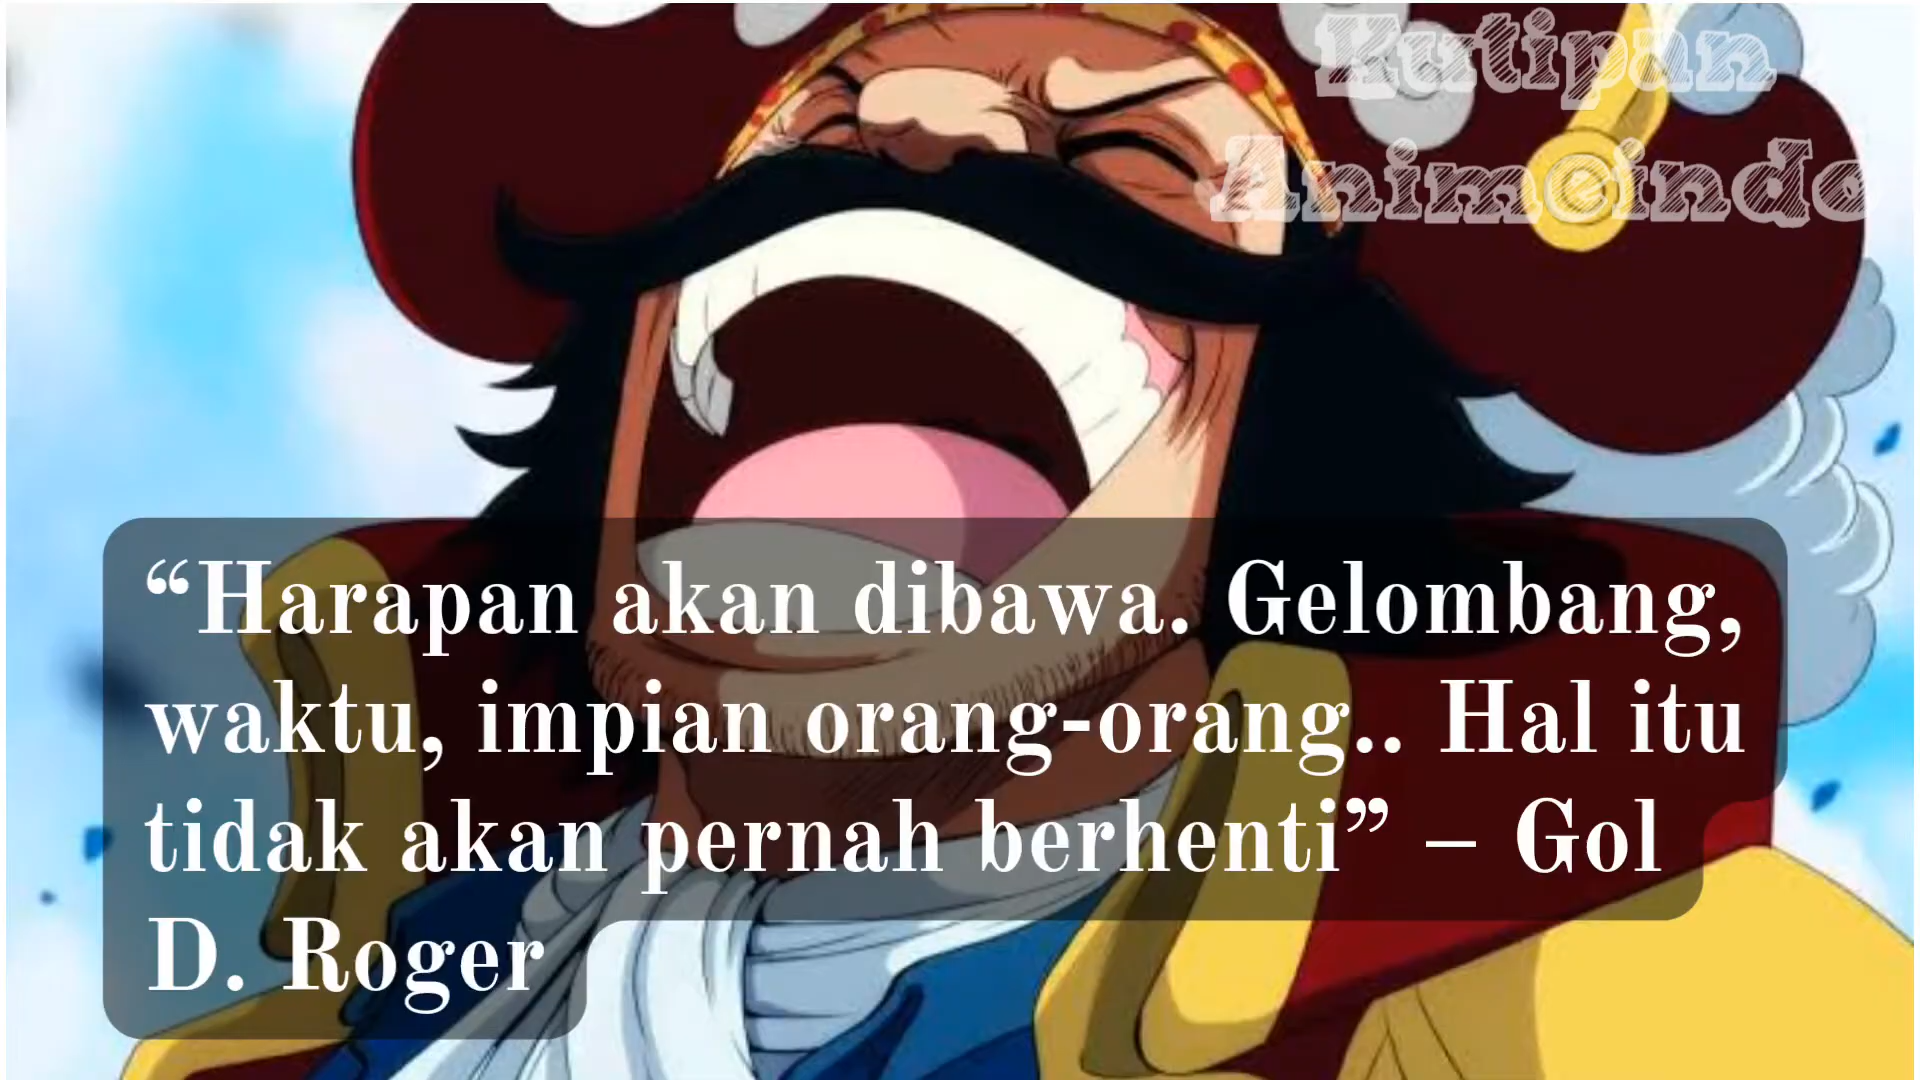 Kutipan
Animeindo
“Harapan akan dibawa. Gelombang,
waktu, impian orang-orang.. Hal itu
tidak akan pernah berhenti” – Gol
D. Roger